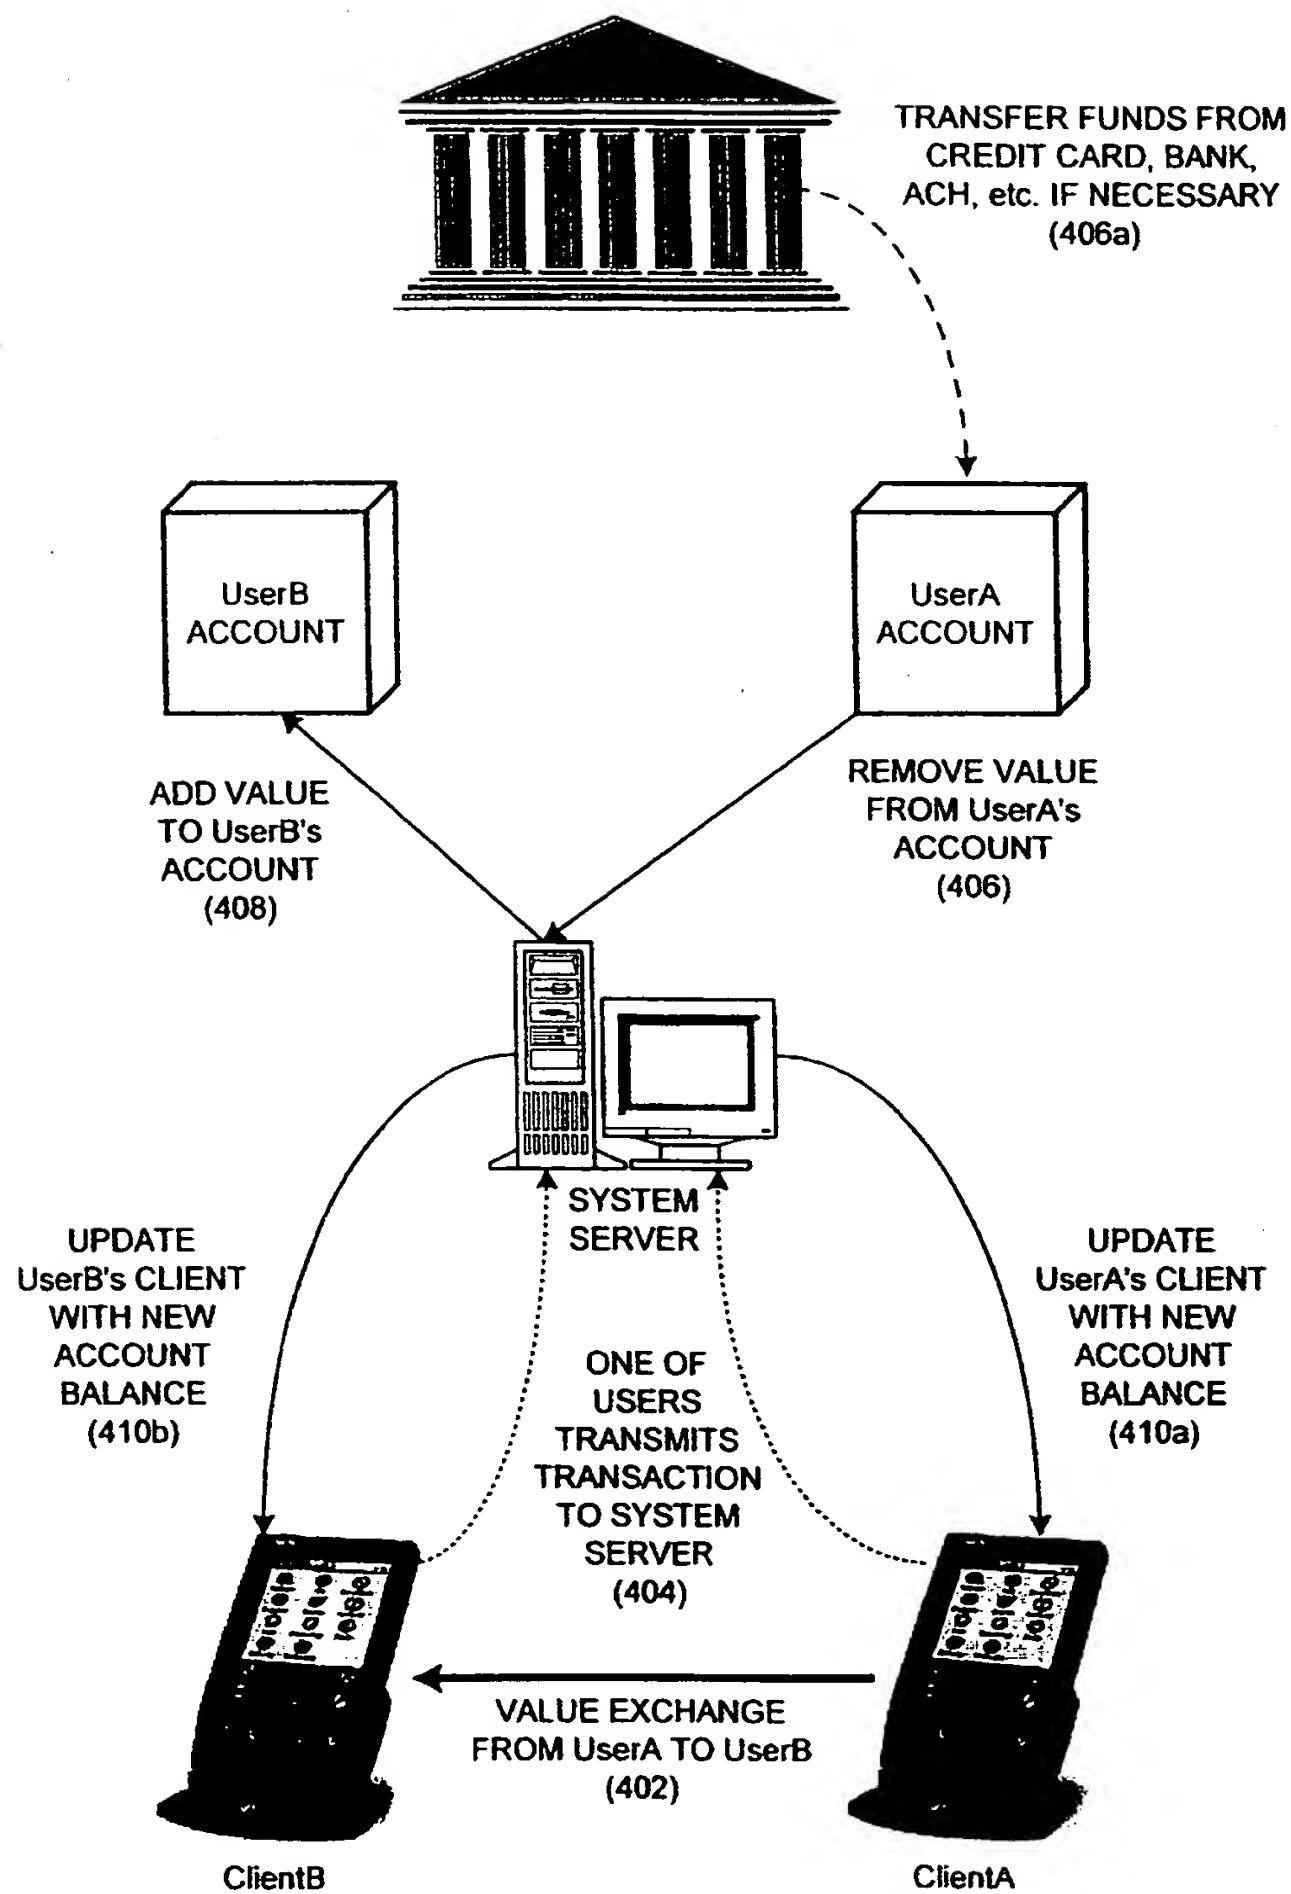 TRANSFER FUNDS FROM
CREDIT CARD, BANK,
ACH, etc. IF NECESSARY
(406a)
UserB
ACCOUNT
UserA
ACCOUNT
ADD VALUE
TO UserB's
ACCOUNT
(408)
REMOVE VALUE
FROM UserA's
ACCOUNT
(406)
SYSTEM
SERVER
UPDATE
UserB's CLIENT
WITH NEW
ACCOUNT
BALANCE
(410b)
ONE OF
USERS
TRANSMITS
TRANSACTION
TO SYSTEM
SERVER
(404)
UPDATE
UserA's CLIENT
WITH NEW
ACCOUNT
BALANCE
(410a)
VALUE EXCHANGE
FROM UserA TO UserB
(402)
ClientB
ClientA